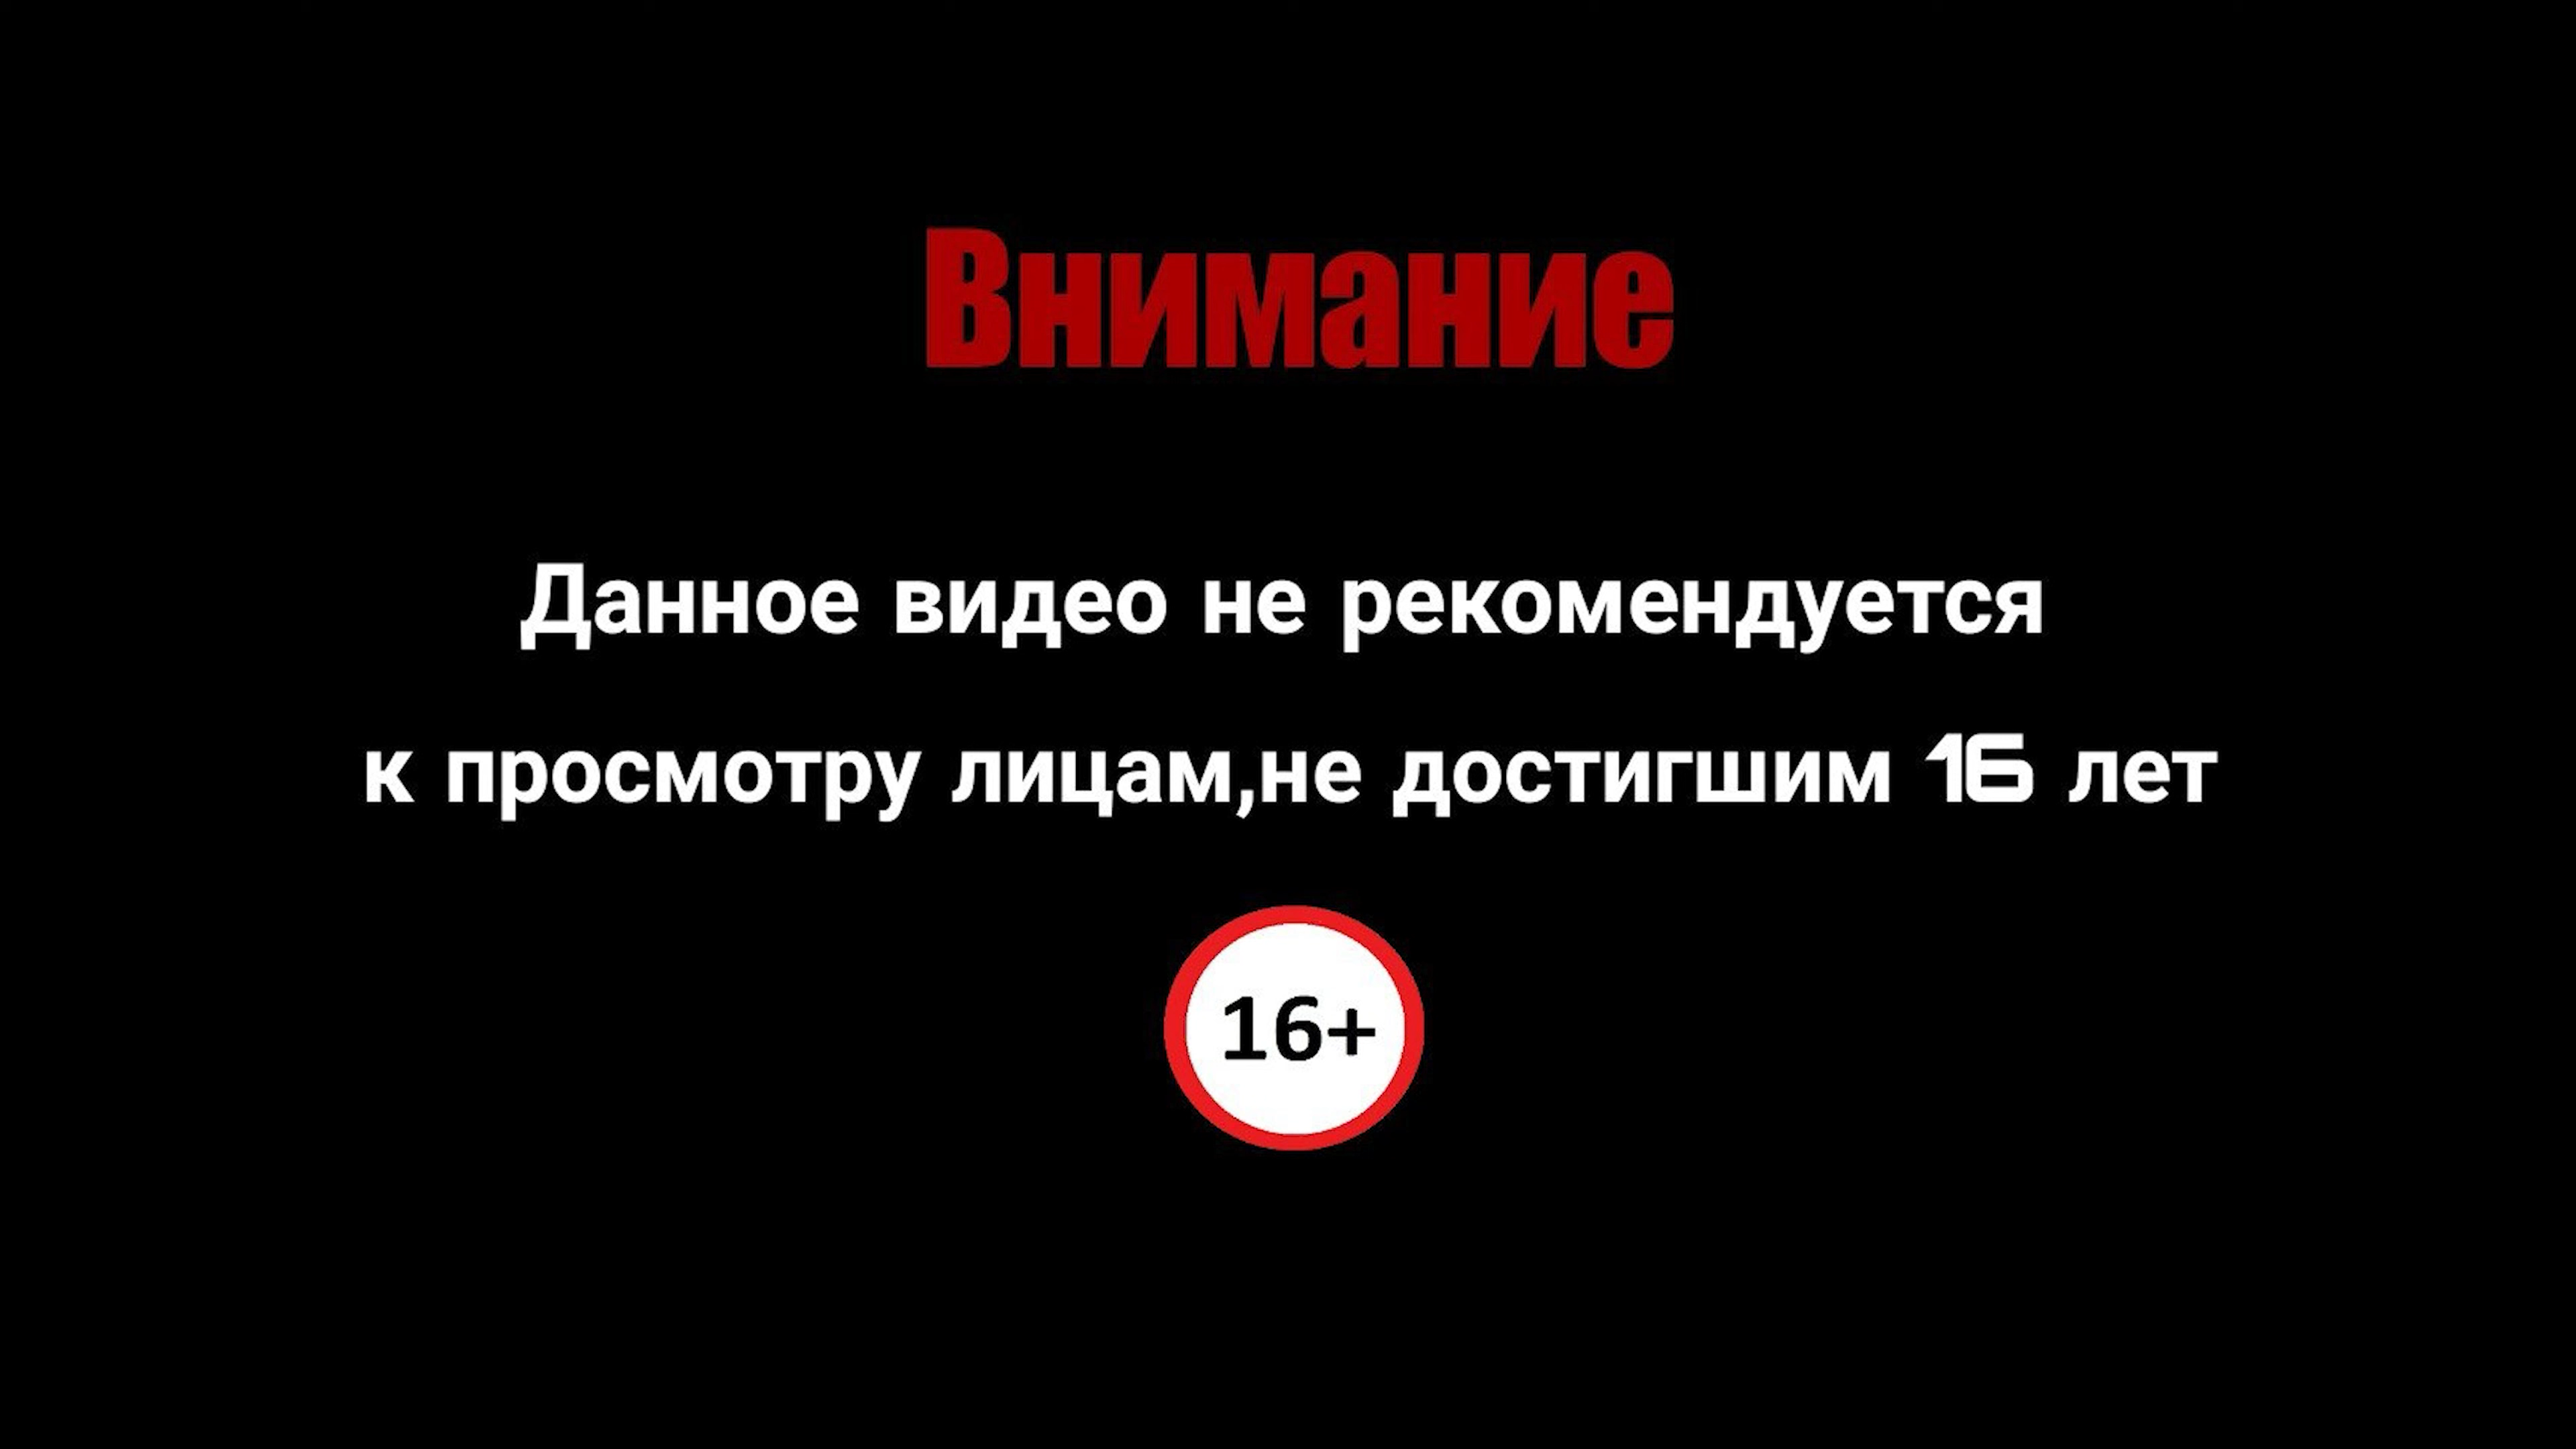 Внимание
Данное видео не рекомендуется
к просмотру лицам,не достигшим 16 лет
16+